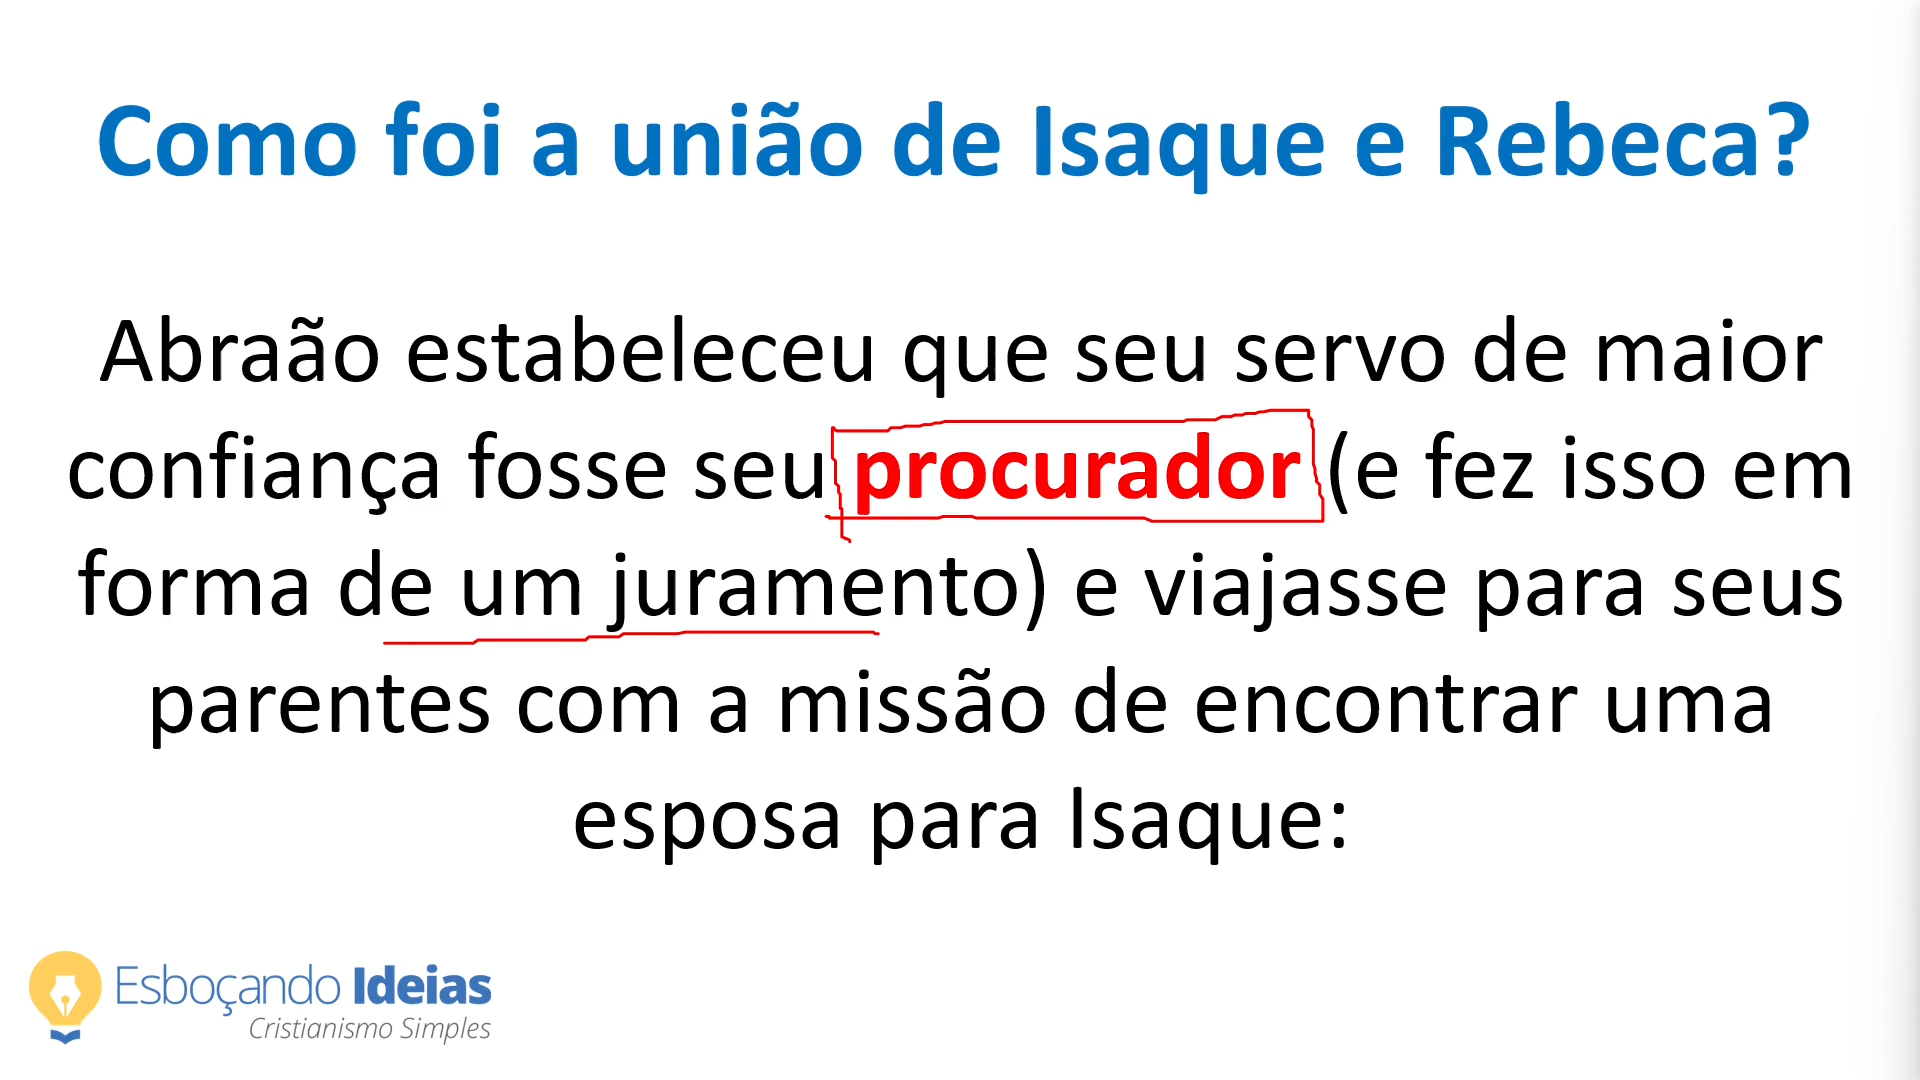 Como foi a união de Isaque e Rebeca?
Abraão estabeleceu que seu servo de maior
confiança fosse seu procurador (e fez isso em
forma de um juramento) e viajasse para seus
parentes com a missão de encontrar uma
esposa para Isaque:
Esboçando Ideias
Cristianismo Simples